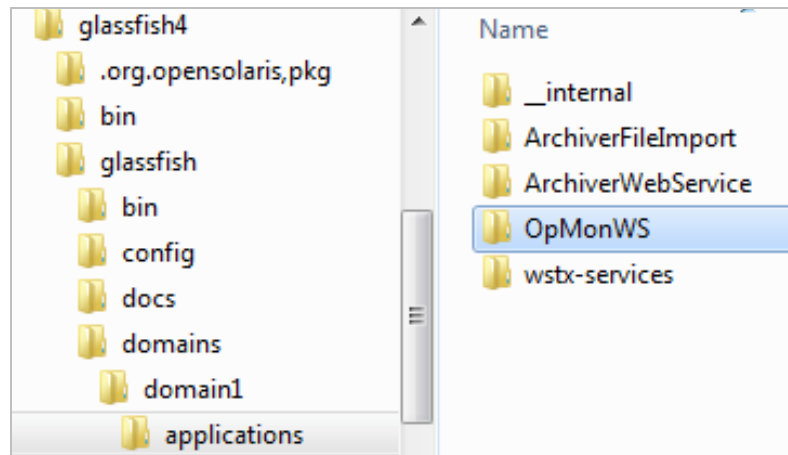 glassfish4
.org.opensolaris,pkg
bin
glassfish
bin
config
docs
domains
domain1
applications
Name
__internal
ArchiverFileImport
ArchiverWebService
OpMonWS
wstx-services